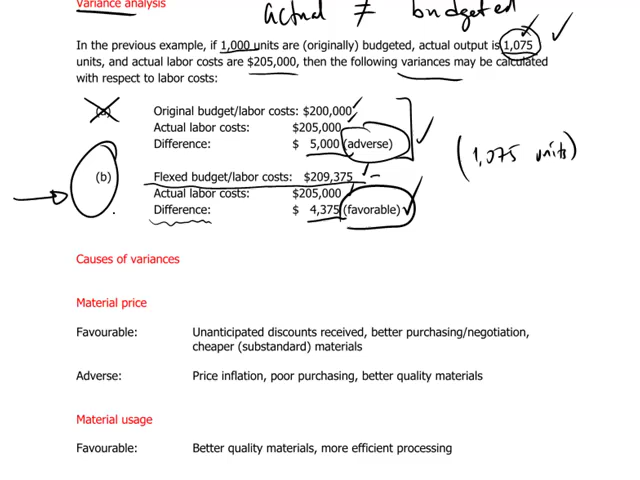 Variance analysis
actual ≠ budgeted
In the previous example, if 1,000 units are (originally) budgeted, actual output is 1,075
units, and actual labor costs are $205,000, then the following variances may be calculated
with respect to labor costs:
(a) Original budget/labor costs: $200,000
Actual labor costs: $205,000
Difference: $ 5,000 (adverse)
(1,075 units)
(b) Flexed budget/labor costs: $209,375
Actual labor costs: $205,000
Difference: $ 4,375 (favorable)
Causes of variances
Material price
Favourable: Unanticipated discounts received, better purchasing/negotiation,
cheaper (substandard) materials
Adverse: Price inflation, poor purchasing, better quality materials
Material usage
Favourable: Better quality materials, more efficient processing